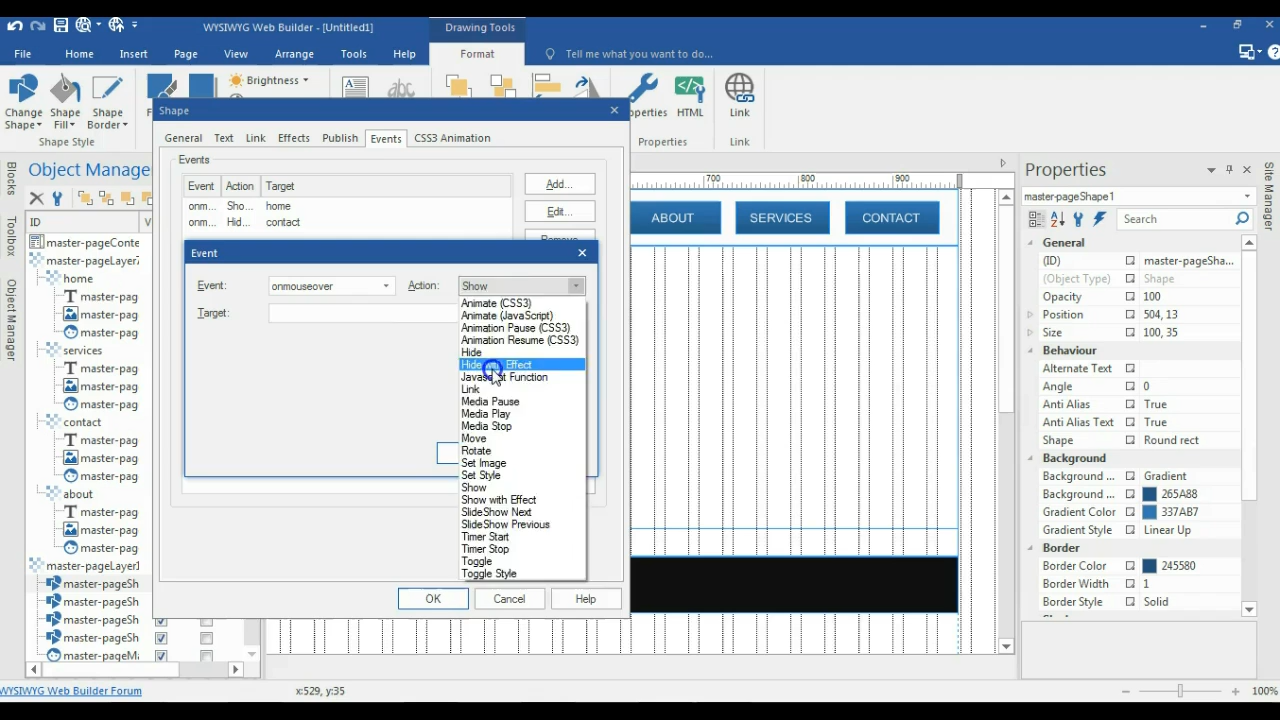 WYSIWYG Web Builder - [Untitled1]
Drawing Tools
File Home Insert Page View Arrange Tools Help Format Tell me what you want to do...
Brightness
Change Shape
Shape Fill
Shape Border
Shape Style
HTML
Properties
Link
Link
Shape
General Text Link Effects Publish Events CSS3 Animation
Events
Event Action Target
onm... Sho... home
onm... Hid... contact
Add...
Edit...
Event
Event: onmouseover Action: Show
Target:
Animate (CSS3)
Animate (JavaScript)
Animation Pause (CSS3)
Animation Resume (CSS3)
Hide
Hide with Effect
Javascript Function
Link
Media Pause
Media Play
Media Stop
Move
Rotate
Set Image
Set Style
Show
Show with Effect
SlideShow Next
SlideShow Previous
Timer Start
Timer Stop
Toggle
Toggle Style
OK Cancel Help
Blocks
Toolbox
Object Manager
Object Manage
ID V
master-pageConte
master-pageLayer
home
master-pag
master-pag
master-pag
services
master-pag
master-pag
master-pag
contact
master-pag
master-pag
master-pag
about
master-pag
master-pag
master-pag
master-pageLayer
master-pageSh
master-pageSh
master-pageSh
master-pageSh
master-pageM
700 800 900
ABOUT SERVICES CONTACT
Site Manager
Properties
master-pageShape1
Search
General
(ID) master-pageSha...
(Object Type) Shape
Opacity 100
Position 504, 13
Size 100, 35
Behaviour
Alternate Text
Angle 0
Anti Alias True
Anti Alias Text True
Shape Round rect
Background
Background ... Gradient
Background ... 265A88
Gradient Color 337AB7
Gradient Style Linear Up
Border
Border Color 245580
Border Width 1
Border Style Solid
WYSIWYG Web Builder Forum
x:529, y:35
100%